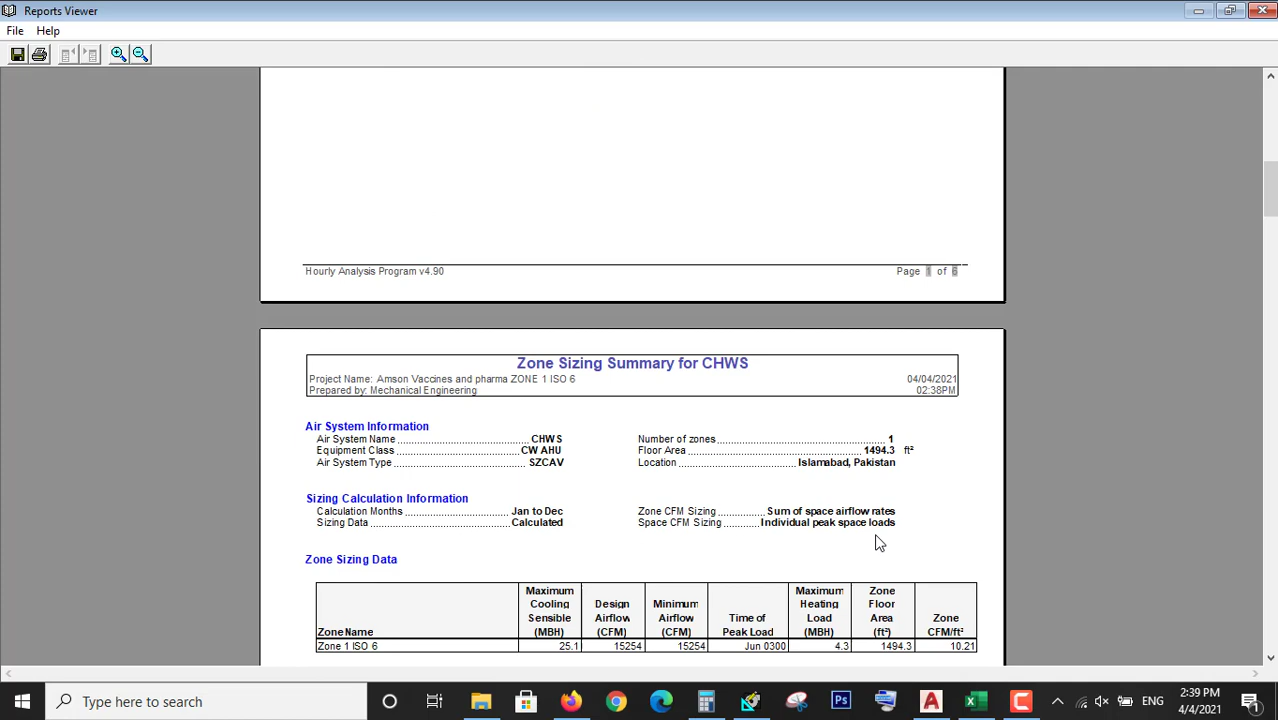 Reports Viewer
File Help
Hourly Analysis Program v4.90 Page 1 of 6
Zone Sizing Summary for CHWS
Project Name: Amson Vaccines and pharma ZONE 1 ISO 6 04/04/2021
Prepared by: Mechanical Engineering 02:38PM
Air System Information
Air System Name CHWS Number of zones 1
Equipment Class CW AHU Floor Area 1494.3 ft²
Air System Type SZCAV Location Islamabad, Pakistan
Sizing Calculation Information
Calculation Months Jan to Dec Zone CFM Sizing Sum of space airflow rates
Sizing Data Calculated Space CFM Sizing Individual peak space loads
Zone Sizing Data
Maximum Maximum Zone
Cooling Design Minimum Heating Floor
Sensible Airflow Airflow Time of Load Area Zone
Zone Name (MBH) (CFM) (CFM) Peak Load (MBH) (ft²) CFM/ft²
Zone 1 ISO 6 25.1 15254 15254 Jun 0300 4.3 1494.3 10.21
Type here to search
Ps A X C ENG 2:39 PM
4/4/2021 1